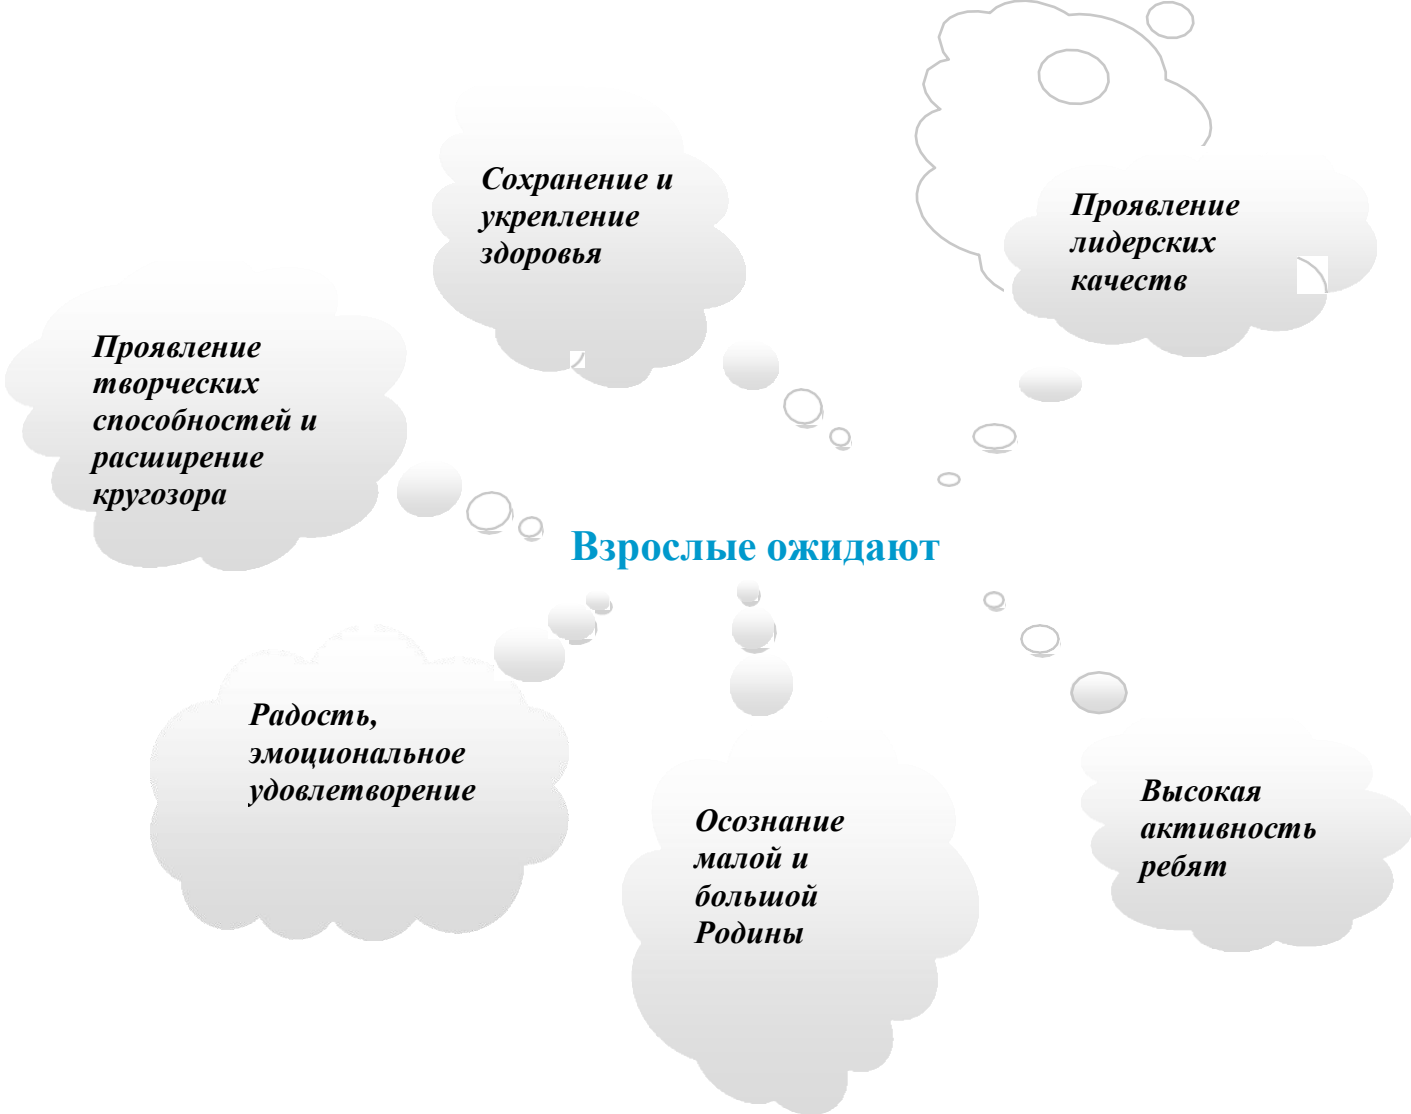 Сохранение и
укрепление
здоровья
Проявление
лидерских
качеств
Проявление
творческих
способностей и
расширение
кругозора
Взрослые ожидают
Радость,
эмоциональное
удовлетворение
Осознание
малой и
большой
Родины
Высокая
активность
ребят